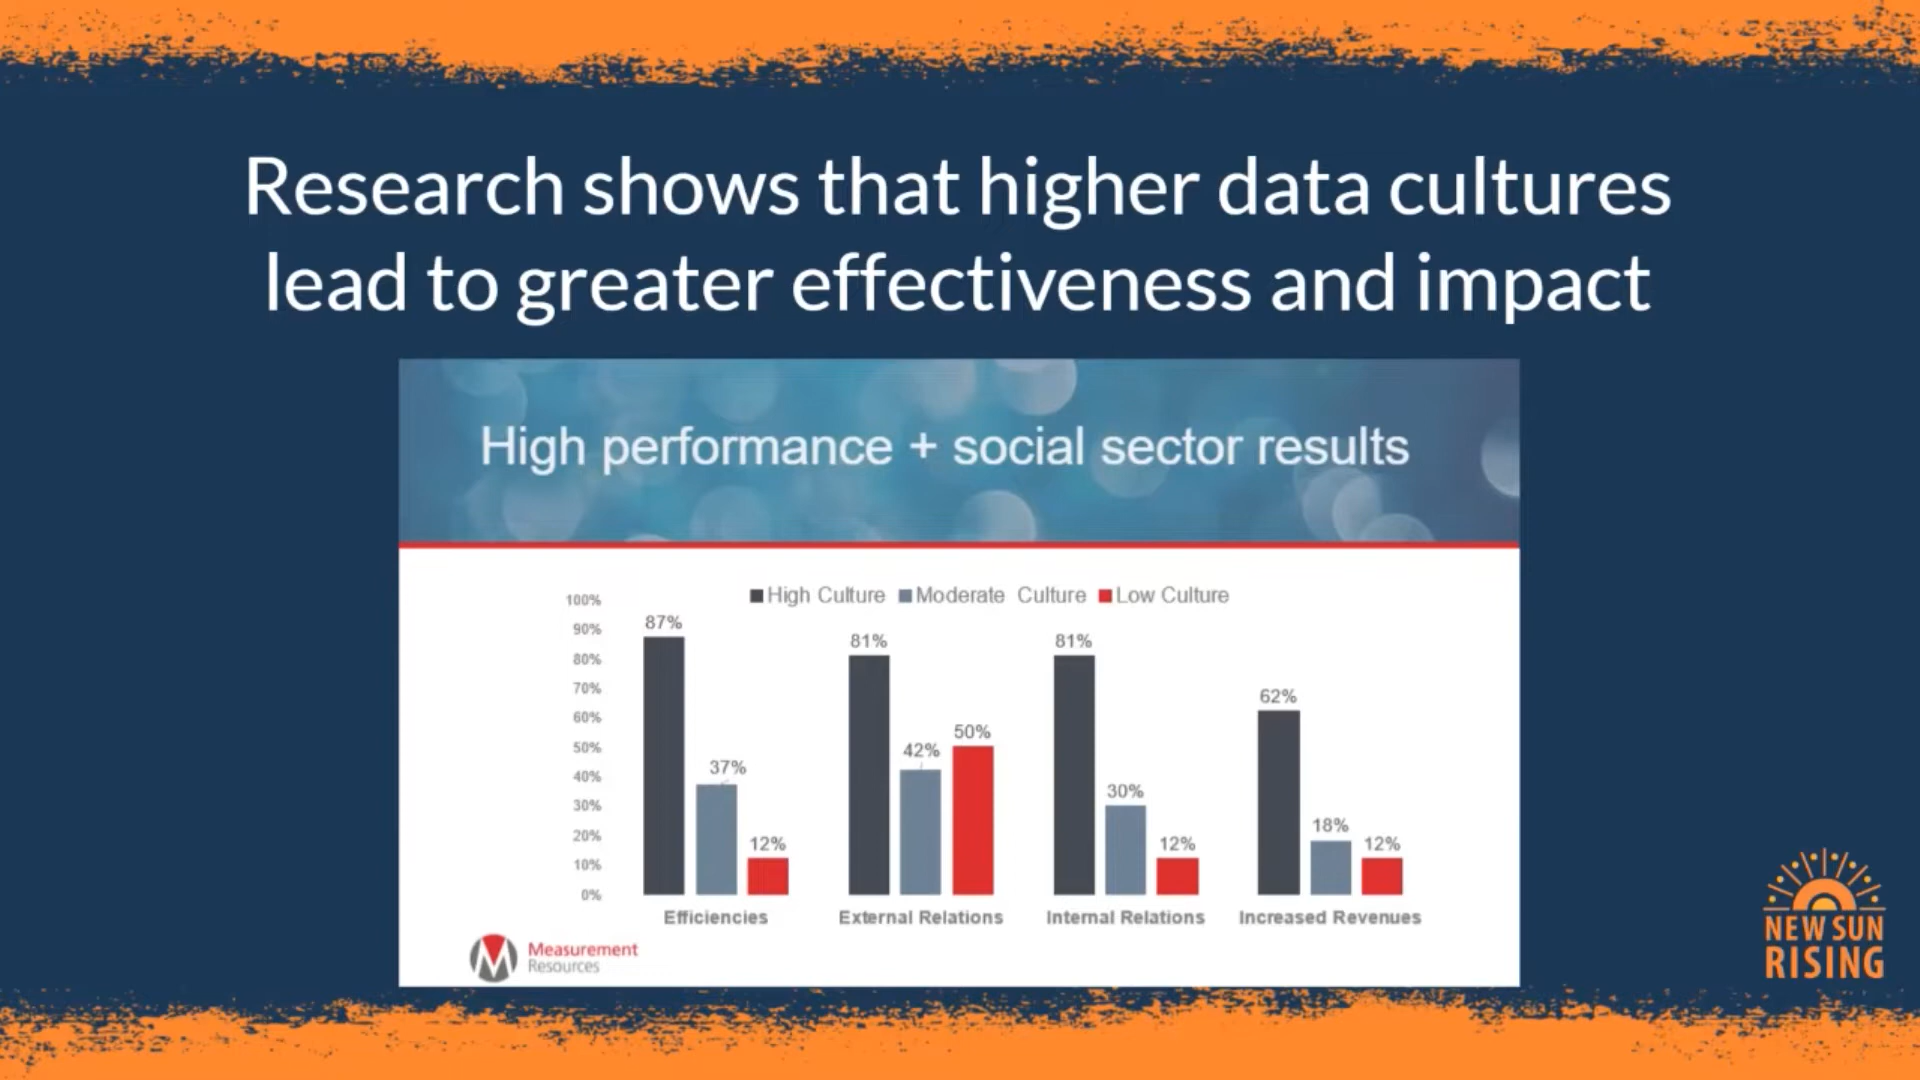 Research shows that higher data cultures
lead to greater effectiveness and impact
High performance + social sector results
High Culture Moderate Culture Low Culture
100%
90%
80%
70%
60%
50%
40%
30%
20%
10%
0%
87%
37%
12%
81%
42%
50%
81%
30%
12%
62%
18%
12%
Efficiencies External Relations Internal Relations Increased Revenues
Measurement
Resources
NEW SUN
RISING